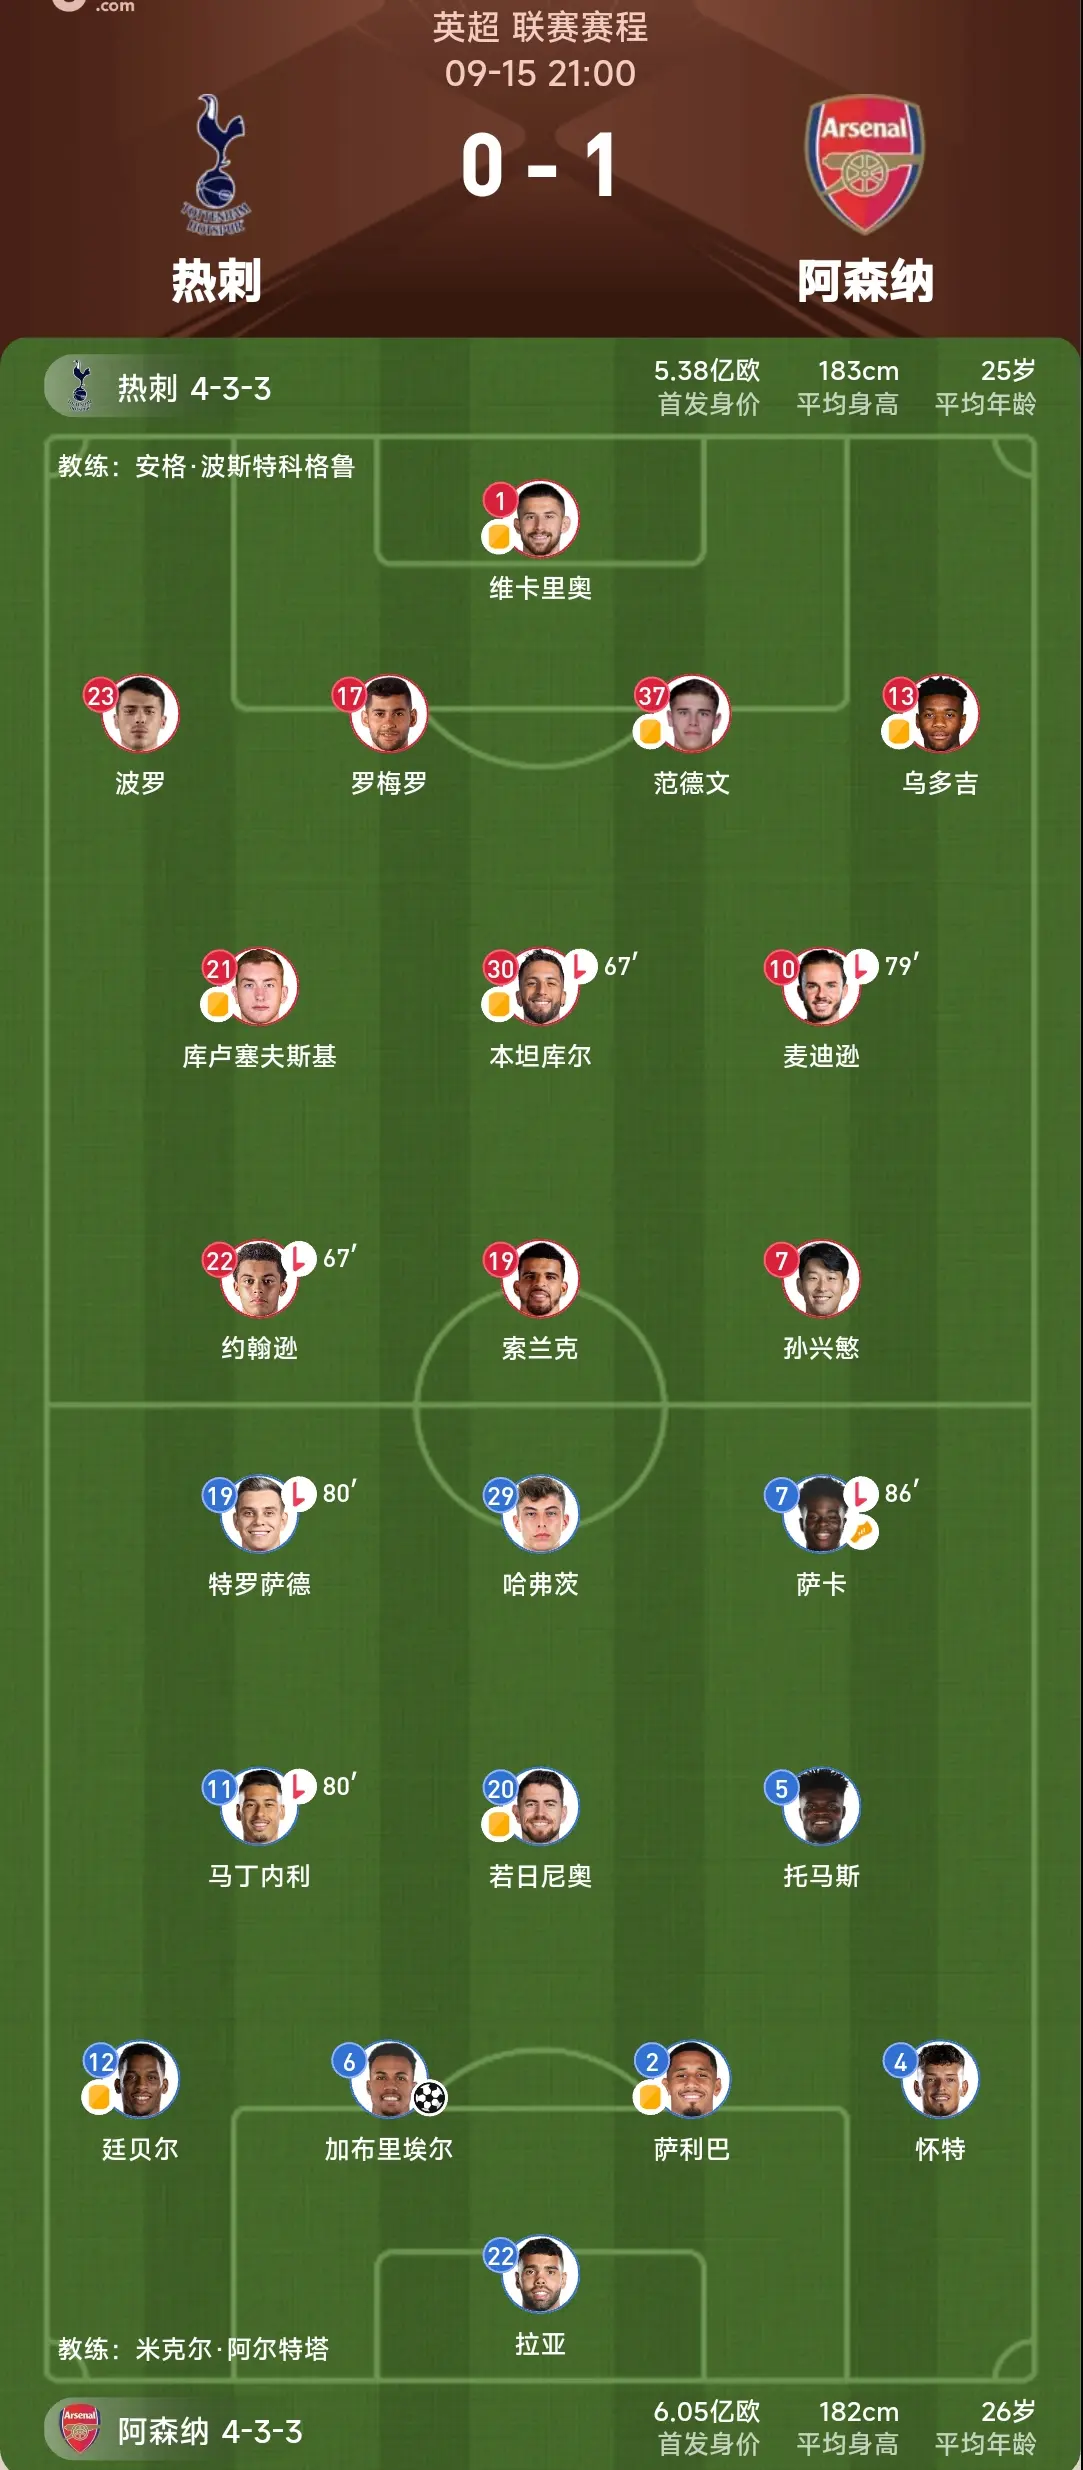 .com
英超 联赛赛程
09-15 21:00
0 - 1
TOTTENHAM
HOTSPUR
Arsenal
热刺
阿森纳
热刺 4-3-3
5.38亿欧 183cm 25岁
首发身价 平均身高 平均年龄
教练：安格·波斯特科格鲁
1
维卡里奥
23 17 37 13
波罗 罗梅罗 范德文 乌多吉
21 30 67′ 10 79′
库卢塞夫斯基 本坦库尔 麦迪逊
22 67′ 19 7
约翰逊 索兰克 孙兴慜
19 80′ 29 7 86′
特罗萨德 哈弗茨 萨卡
11 80′ 20 5
马丁内利 若日尼奥 托马斯
12 6 2 4
廷贝尔 加布里埃尔 萨利巴 怀特
22
拉亚
教练：米克尔·阿尔特塔
Arsenal
阿森纳 4-3-3
6.05亿欧 182cm 26岁
首发身价 平均身高 平均年龄